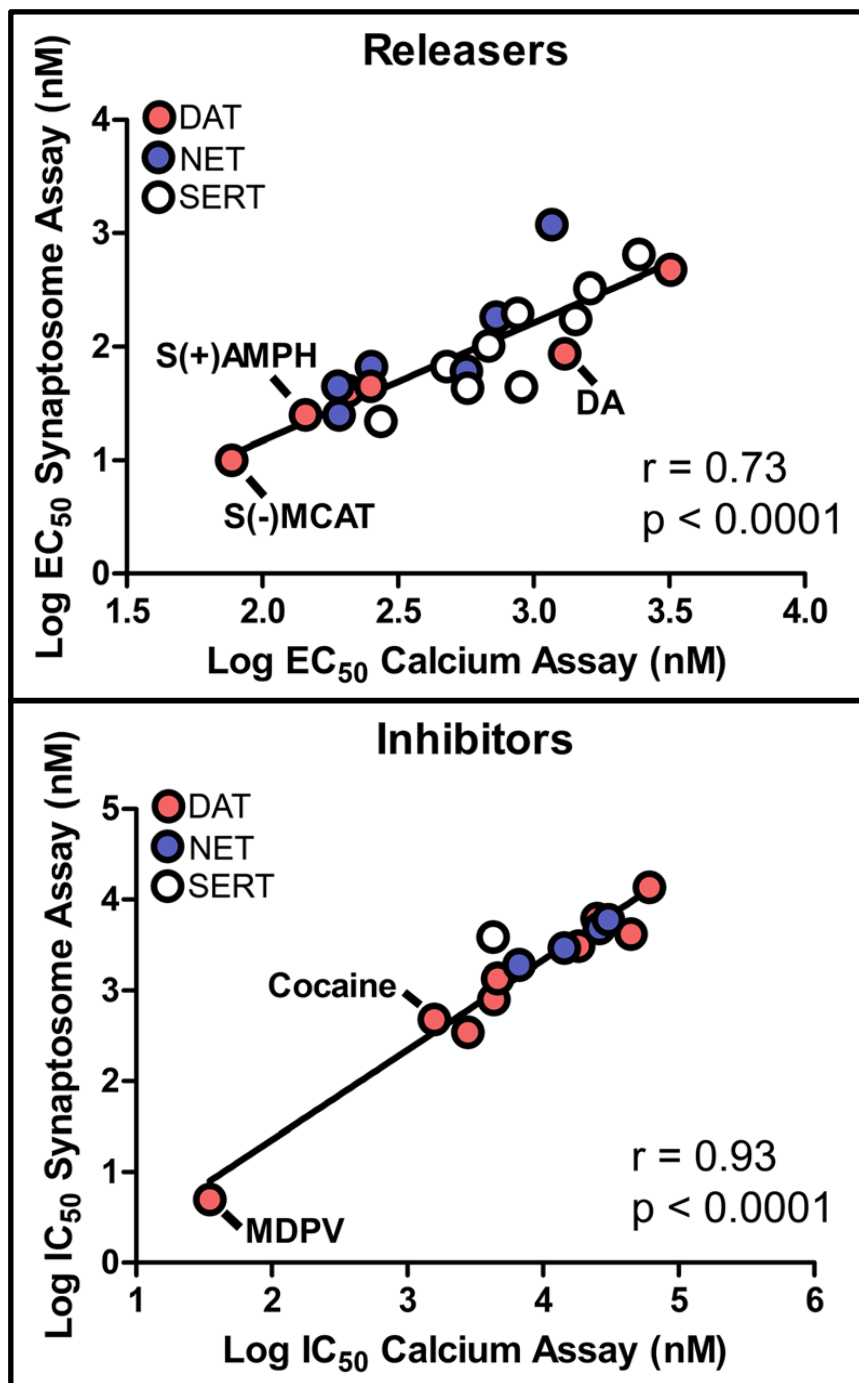 Releasers
DAT
NET
SERT
Log EC50 Synaptosome Assay (nM)
4
3
2
1
0
S(+)AMPH
S(-)MCAT
DA
r = 0.73
p < 0.0001
1.5 2.0 2.5 3.0 3.5 4.0
Log EC50 Calcium Assay (nM)
Inhibitors
DAT
NET
SERT
Log IC50 Synaptosome Assay (nM)
5
4
3
2
1
0
Cocaine
MDPV
r = 0.93
p < 0.0001
1 2 3 4 5 6
Log IC50 Calcium Assay (nM)